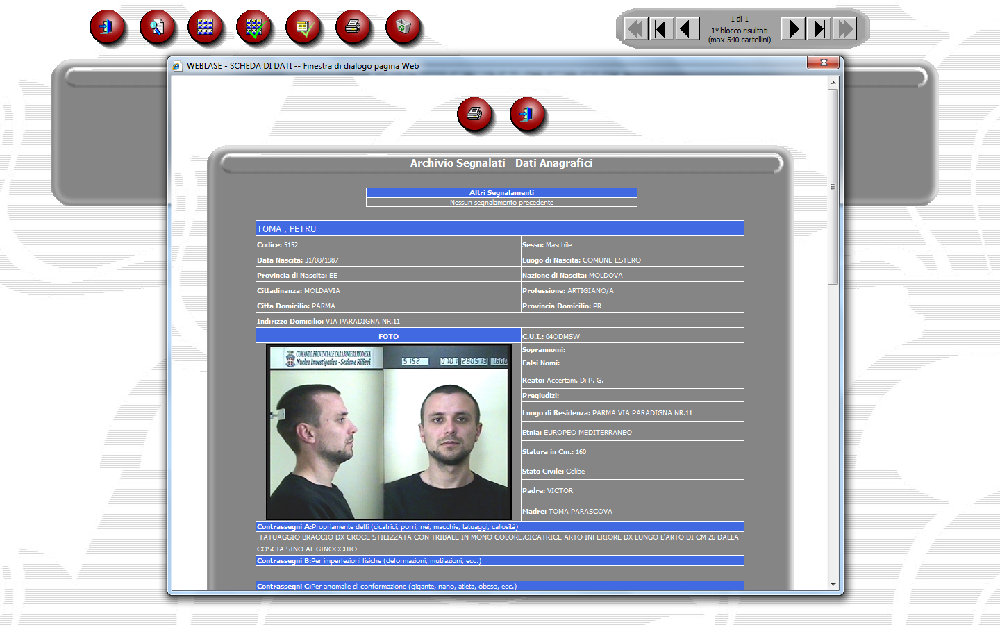 1 di 1
1° blocco risultati
(max 540 cartellini)
WEBLASE - SCHEDA DI DATI -- Finestra di dialogo pagina Web
Archivio Segnalati - Dati Anagrafici
Altri Segnalamenti
Nessun segnalamento precedente
TOMA , PETRU
Codice: 5152
Sesso: Maschile
Data Nascita: 31/08/1987
Luogo di Nascita: COMUNE ESTERO
Provincia di Nascita: EE
Nazione di Nascita: MOLDOVA
Cittadinanza: MOLDAVIA
Professione: ARTIGIANO/A
Citta Domicilio: PARMA
Provincia Domicilio: PR
Indirizzo Domicilio: VIA PARADIGNA NR.11
FOTO
C.U.I.: 04ODMSW
COMANDO PROVINCIALE CARABINIERI MODENA
Nucleo Investigativo - Sezione Rilievi
5152 0701 280513 1.600
Soprannomi:
Falsi Nomi:
Reato: Accertam. Di P. G.
Pregiudizi:
Luogo di Residenza: PARMA VIA PARADIGNA NR.11
Etnia: EUROPEO MEDITERRANEO
Statura in Cm.: 160
Stato Civile: Celibe
Padre: VICTOR
Madre: TOMA PARASCOVA
Contrassegni A:Propriamente detti (cicatrici, porri, nei, macchie, tatuaggi, callosità)
TATUAGGIO BRACCIO DX CROCE STILIZZATA CON TRIBALE IN MONO COLORE,CICATRICE ARTO INFERIORE DX LUNGO L'ARTO DI CM 26 DALLA
COSCIA SINO AL GINOCCHIO
Contrassegni B:Per imperfezioni fisiche (deformazioni, mutilazioni, ecc.)
Contrassegni C:Per anomalie di conformazione (gigante, nano, atleta, obeso, ecc.)